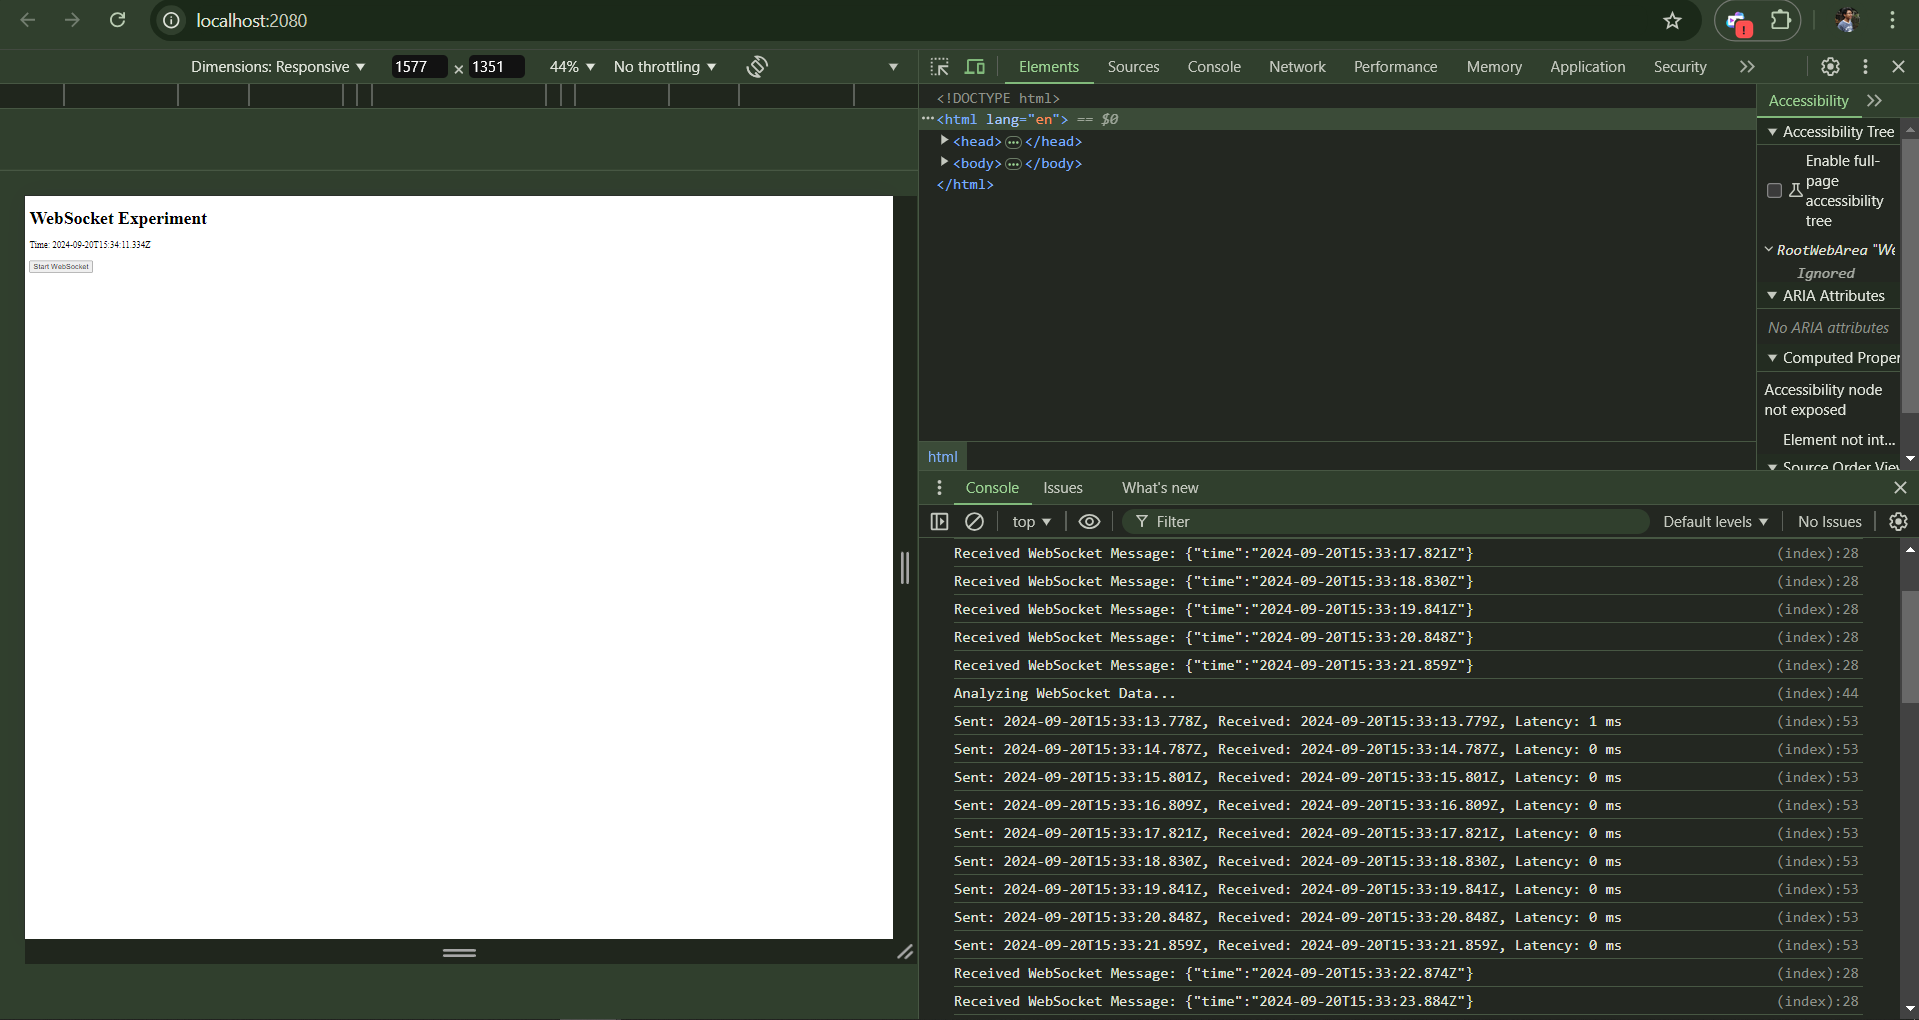 localhost:2080
Dimensions: Responsive 1577 × 1351 44% No throttling
WebSocket Experiment
Time: 2024-09-20T15:34:11.334Z
Start WebSocket
Elements Sources Console Network Performance Memory Application Security
<!DOCTYPE html>
<html lang="en"> == $0
<head> </head>
<body> </body>
</html>
html
Accessibility
Accessibility Tree
Enable full-
page
accessibility
tree
RootWebArea "We
Ignored
ARIA Attributes
No ARIA attributes
Computed Proper
Accessibility node
not exposed
Element not int...
Source Order View
Console Issues What's new
top Filter Default levels No Issues
Received WebSocket Message: {"time":"2024-09-20T15:33:17.821Z"} (index):28
Received WebSocket Message: {"time":"2024-09-20T15:33:18.830Z"} (index):28
Received WebSocket Message: {"time":"2024-09-20T15:33:19.841Z"} (index):28
Received WebSocket Message: {"time":"2024-09-20T15:33:20.848Z"} (index):28
Received WebSocket Message: {"time":"2024-09-20T15:33:21.859Z"} (index):28
Analyzing WebSocket Data... (index):44
Sent: 2024-09-20T15:33:13.778Z, Received: 2024-09-20T15:33:13.779Z, Latency: 1 ms (index):53
Sent: 2024-09-20T15:33:14.787Z, Received: 2024-09-20T15:33:14.787Z, Latency: 0 ms (index):53
Sent: 2024-09-20T15:33:15.801Z, Received: 2024-09-20T15:33:15.801Z, Latency: 0 ms (index):53
Sent: 2024-09-20T15:33:16.809Z, Received: 2024-09-20T15:33:16.809Z, Latency: 0 ms (index):53
Sent: 2024-09-20T15:33:17.821Z, Received: 2024-09-20T15:33:17.821Z, Latency: 0 ms (index):53
Sent: 2024-09-20T15:33:18.830Z, Received: 2024-09-20T15:33:18.830Z, Latency: 0 ms (index):53
Sent: 2024-09-20T15:33:19.841Z, Received: 2024-09-20T15:33:19.841Z, Latency: 0 ms (index):53
Sent: 2024-09-20T15:33:20.848Z, Received: 2024-09-20T15:33:20.848Z, Latency: 0 ms (index):53
Sent: 2024-09-20T15:33:21.859Z, Received: 2024-09-20T15:33:21.859Z, Latency: 0 ms (index):53
Received WebSocket Message: {"time":"2024-09-20T15:33:22.874Z"} (index):28
Received WebSocket Message: {"time":"2024-09-20T15:33:23.884Z"} (index):28